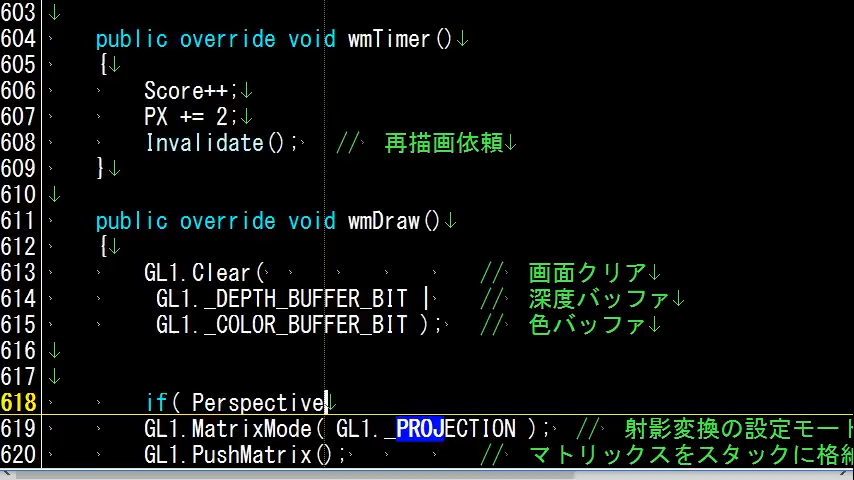 603
604 public override void wmTimer()↓
605 {↓
606 Score++;↓
607 PX += 2;↓
608 Invalidate(); // 再描画依頼↓
609 }↓
610 ↓
611 public override void wmDraw()↓
612 {↓
613 GL1.Clear( // 画面クリア↓
614 GL1._DEPTH_BUFFER_BIT | // 深度バッファ↓
615 GL1._COLOR_BUFFER_BIT ); // 色バッファ↓
616 ↓
617 ↓
618 if( Perspective↓
619 GL1.MatrixMode( GL1._PROJECTION ); // 射影変換の設定モート
620 GL1.PushMatrix(); // マトリックスをスタックに格納